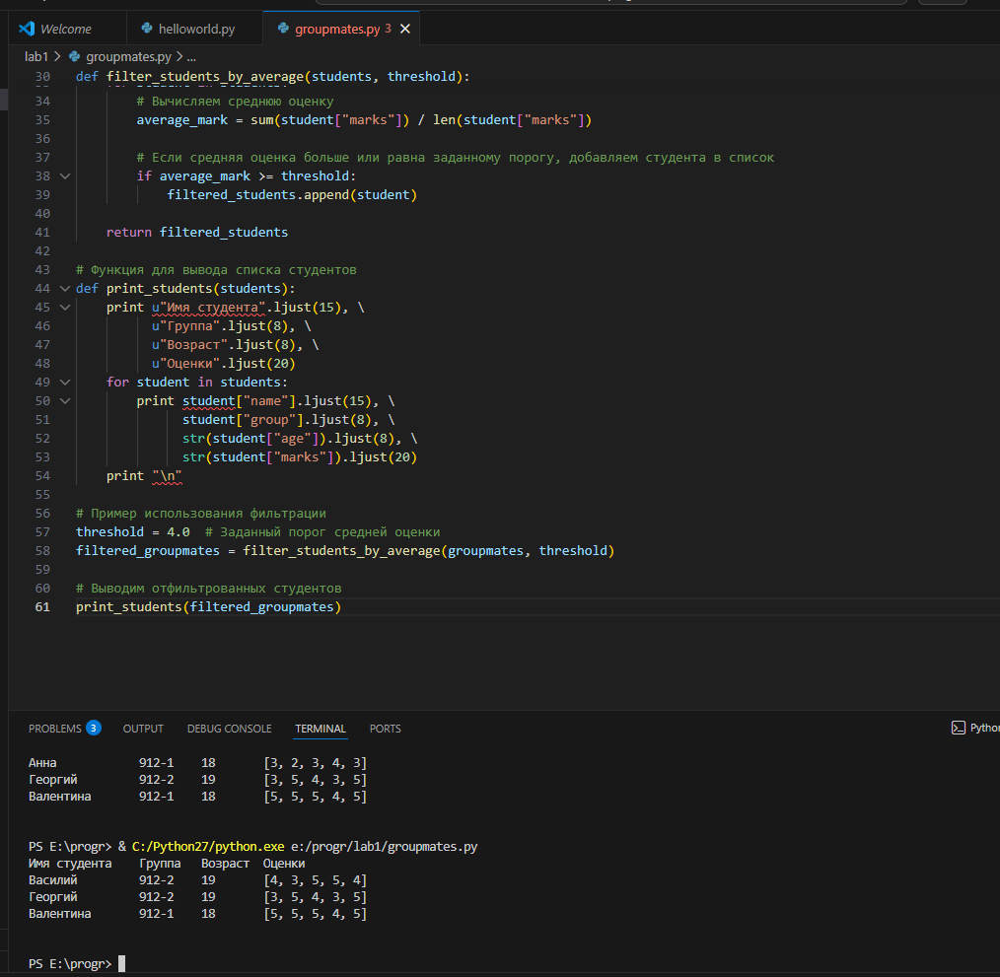 Welcome helloworld.py groupmates.py 3
lab1 > groupmates.py > ...
30 def filter_students_by_average(students, threshold):
34 # Вычисляем среднюю оценку
35 average_mark = sum(student["marks"]) / len(student["marks"])
36
37 # Если средняя оценка больше или равна заданному порогу, добавляем студента в список
38 if average_mark >= threshold:
39 filtered_students.append(student)
40
41 return filtered_students
42
43 # Функция для вывода списка студентов
44 def print_students(students):
45 print u"Имя студента".ljust(15), \
46 u"Группа".ljust(8), \
47 u"Возраст".ljust(8), \
48 u"Оценки".ljust(20)
49 for student in students:
50 print student["name"].ljust(15), \
51 student["group"].ljust(8), \
52 str(student["age"]).ljust(8), \
53 str(student["marks"]).ljust(20)
54 print "\n"
55
56 # Пример использования фильтрации
57 threshold = 4.0 # Заданный порог средней оценки
58 filtered_groupmates = filter_students_by_average(groupmates, threshold)
59
60 # Выводим отфильтрованных студентов
61 print_students(filtered_groupmates)
PROBLEMS 3 OUTPUT DEBUG CONSOLE TERMINAL PORTS
Анна 912-1 18 [3, 2, 3, 4, 3]
Георгий 912-2 19 [3, 5, 4, 3, 5]
Валентина 912-1 18 [5, 5, 5, 4, 5]
PS E:\progr> & C:/Python27/python.exe e:/progr/lab1/groupmates.py
Имя студента Группа Возраст Оценки
Василий 912-2 19 [4, 3, 5, 5, 4]
Георгий 912-2 19 [3, 5, 4, 3, 5]
Валентина 912-1 18 [5, 5, 5, 4, 5]
PS E:\progr>